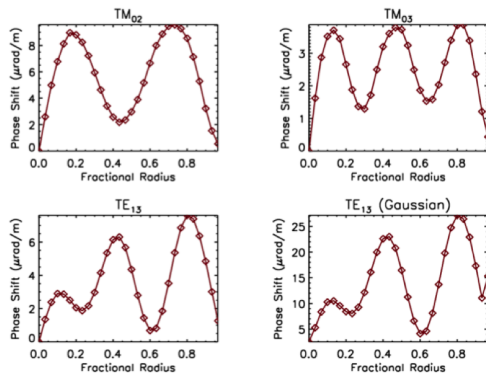 TM02
Phase Shift (μrad/m)
8
6
4
2
0
0.0 0.2 0.4 0.6 0.8
Fractional Radius
TM03
Phase Shift (μrad/m)
3
2
1
0
0.0 0.2 0.4 0.6 0.8
Fractional Radius
TE13
Phase Shift (μrad/m)
6
4
2
0
0.0 0.2 0.4 0.6 0.8
Fractional Radius
TE13 (Gaussian)
Phase Shift (μrad/m)
25
20
15
10
5
0.0 0.2 0.4 0.6 0.8
Fractional Radius